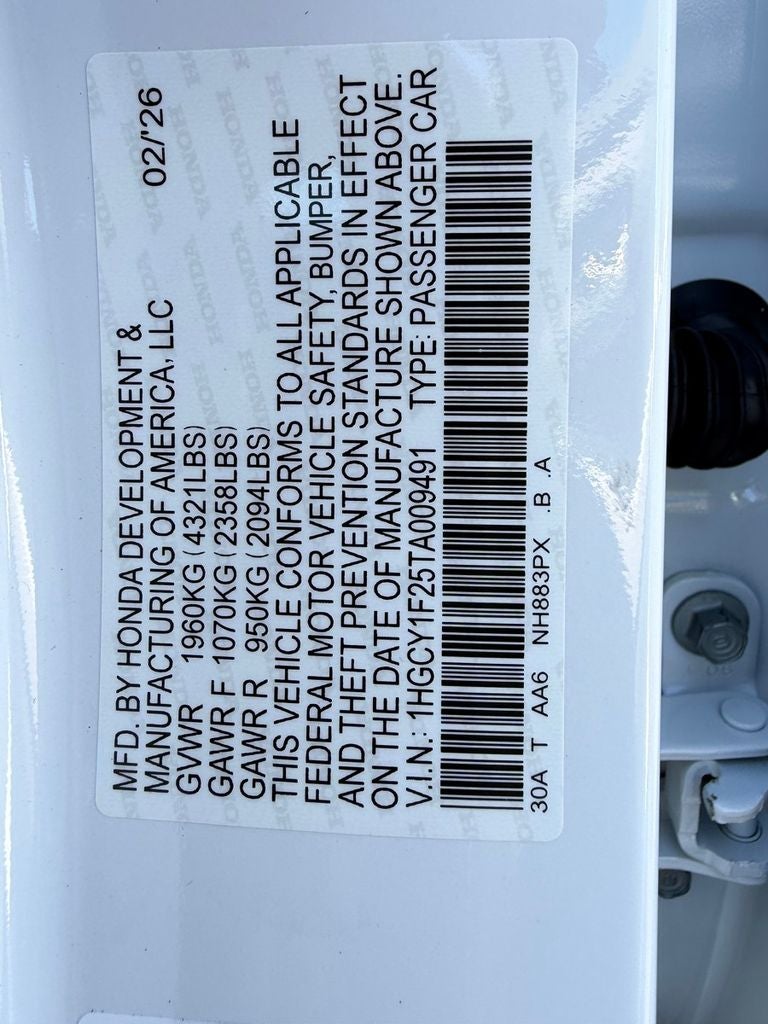 MFD. BY HONDA DEVELOPMENT & 02/'26
MANUFACTURING OF AMERICA, LLC
GVWR 1960KG (4321LBS)
GAWR F 1070KG (2358LBS)
GAWR R 950KG (2094LBS)
THIS VEHICLE CONFORMS TO ALL APPLICABLE
FEDERAL MOTOR VEHICLE SAFETY, BUMPER,
AND THEFT PREVENTION STANDARDS IN EFFECT
ON THE DATE OF MANUFACTURE SHOWN ABOVE.
V.I.N.: 1HGCY1F25TA009491 TYPE: PASSENGER CAR
30A T AA6 NH883PX .B .A